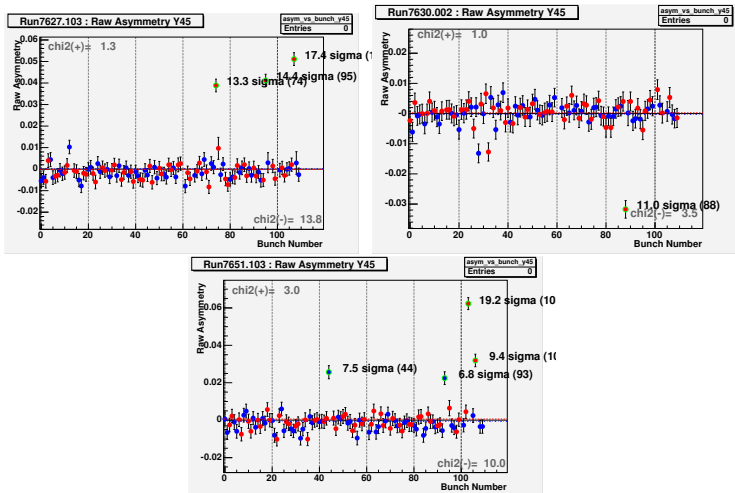 Run7627.103 : Raw Asymmetry Y45
asym_vs_bunch_y45
Entries 0
Raw Asymmetry
chi2(+)= 1.3
17.4 sigma (1
14.4 sigma (95)
13.3 sigma (74)
chi2(-)= 13.8
0.06
0.05
0.04
0.03
0.02
0.01
0
-0.01
-0.02
0 20 40 60 80 100
Bunch Number
Run7630.002 : Raw Asymmetry Y45
asym_vs_bunch_y45
Entries 0
Raw Asymmetry
chi2(+)= 1.0
11.0 sigma (88)
chi2(-)= 3.5
0.02
0.01
-0
-0.01
-0.02
-0.03
0 20 40 60 80 100
Bunch Number
Run7651.103 : Raw Asymmetry Y45
asym_vs_bunch_y45
Entries 0
Raw Asymmetry
chi2(+)= 3.0
19.2 sigma (10
9.4 sigma (10
7.5 sigma (44)
6.8 sigma (93)
chi2(-)= 10.0
0.06
0.04
0.02
-0
-0.02
0 20 40 60 80 100
Bunch Number